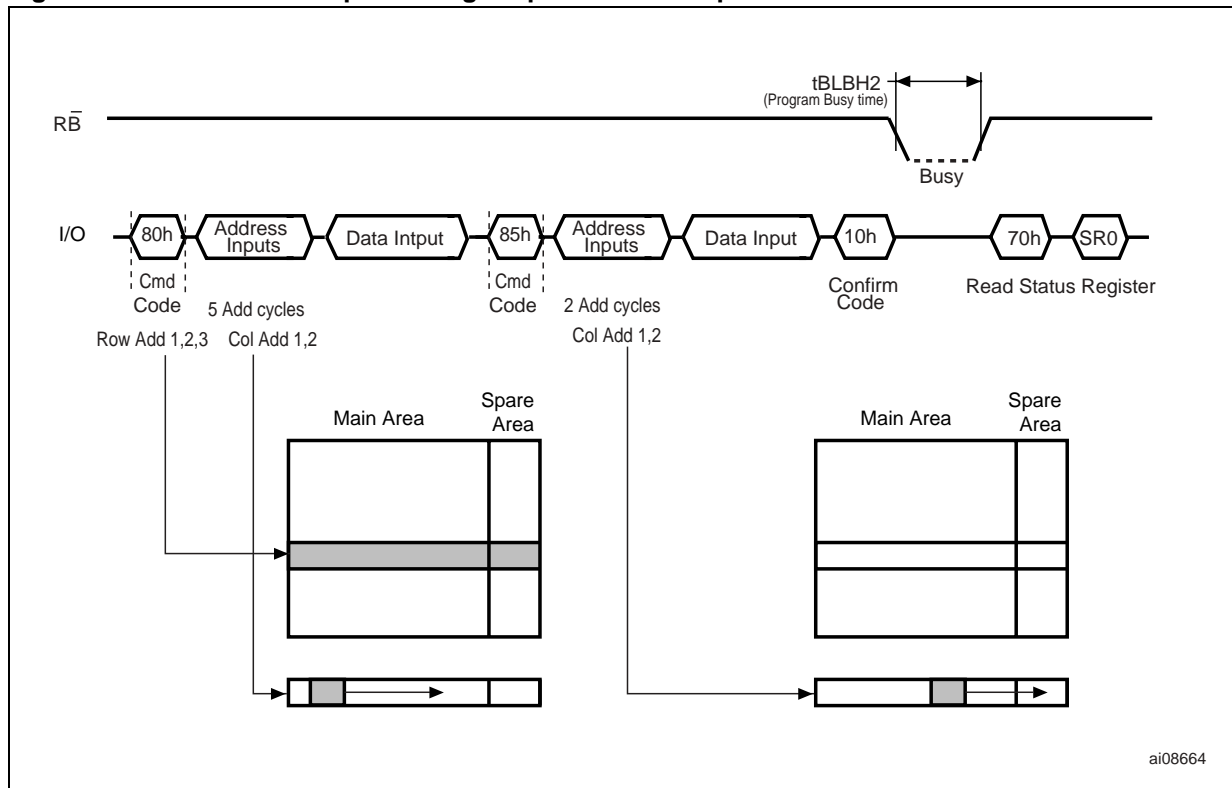 tBLBH2
(Program Busy time)
RB̅
Busy
I/O 80h Address Inputs Data Intput 85h Address Inputs Data Input 10h 70h SR0
Cmd Code
Cmd Code
Confirm Code
Read Status Register
5 Add cycles
2 Add cycles
Row Add 1,2,3 Col Add 1,2
Col Add 1,2
Main Area
Spare Area
Main Area
Spare Area
ai08664